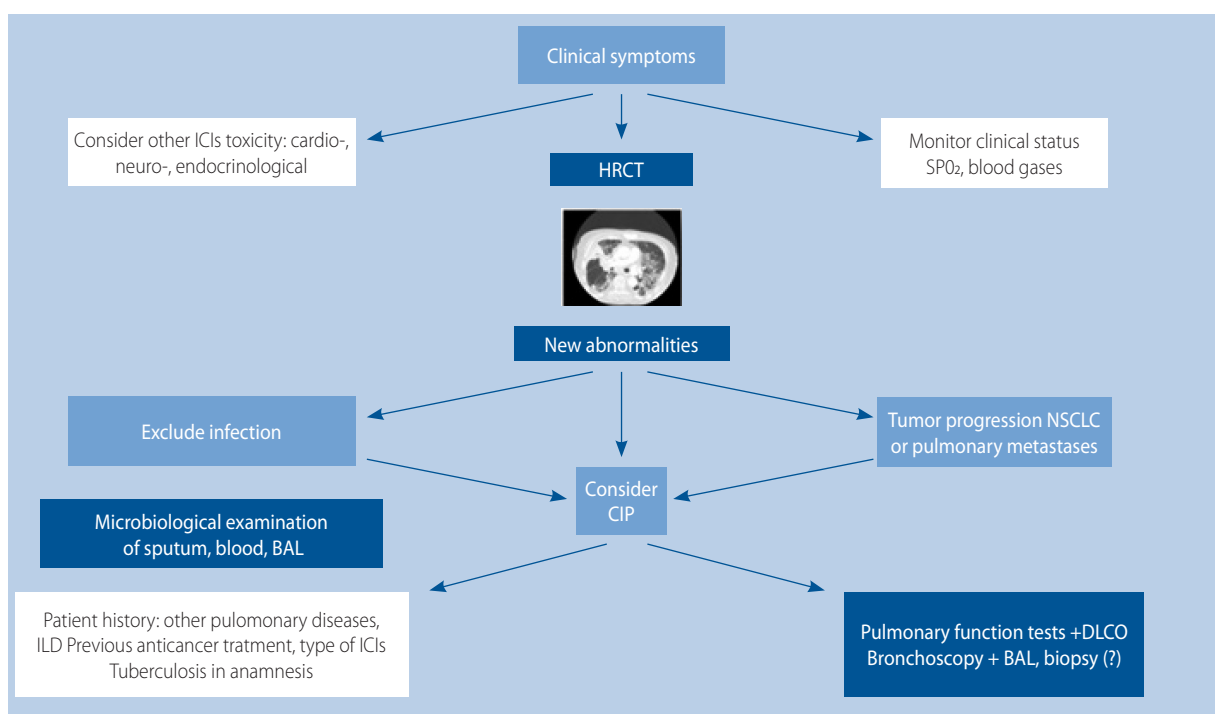 Clinical symptoms
Consider other ICIs toxicity: cardio-,
neuro-, endocrinological
HRCT
Monitor clinical status
SP0₂, blood gases
New abnormalities
Exclude infection
Tumor progression NSCLC
or pulmonary metastases
Consider
CIP
Microbiological examination
of sputum, blood, BAL
Patient history: other pulomonary diseases,
ILD Previous anticancer tratment, type of ICIs
Tuberculosis in anamnesis
Pulmonary function tests +DLCO
Bronchoscopy + BAL, biopsy (?)